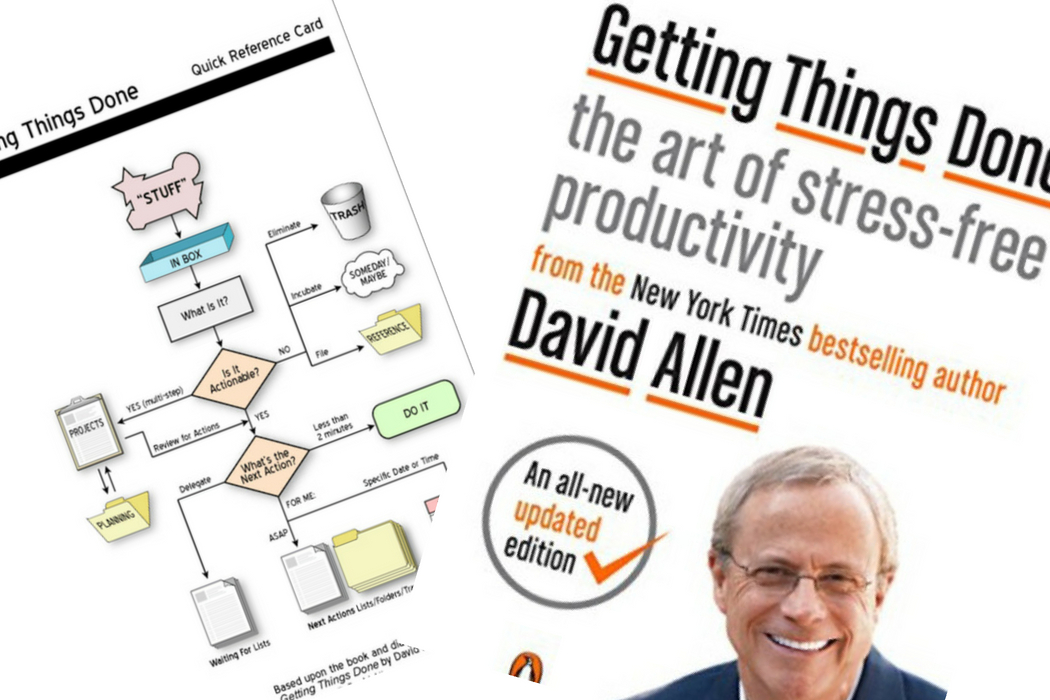 Quick Reference Card
ng Things Done
"STUFF"
IN BOX
What Is It?
Is It
Actionable?
NO
Eliminate
TRASH
Incubate
SOMEDAY/
MAYBE
File
REFERENCE
YES (multi-step)
PROJECTS
Review for Actions
YES
PLANNING
What's the
Next Action?
Less than
2 minutes
DO IT
Delegate
FOR ME:
Specific Date or Time
ASAP
Waiting For Lists
Next Actions Lists/Folders/Tr
Based upon the book and di
Getting Things Done by David
Getting Things Done
the art of stress-free
productivity
from the New York Times bestselling author
David Allen
An all-new
updated
edition